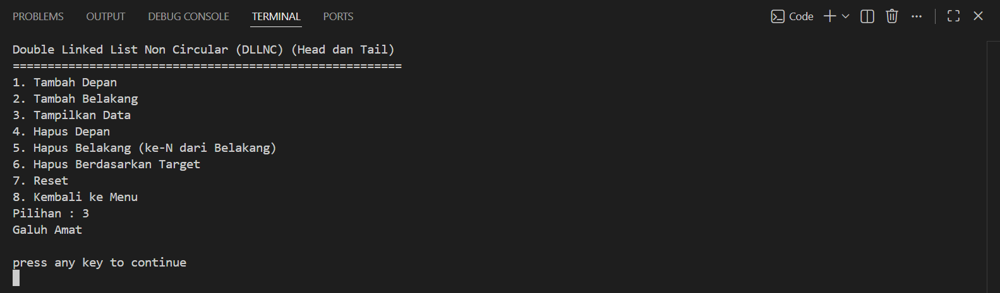 PROBLEMS OUTPUT DEBUG CONSOLE TERMINAL PORTS Code
Double Linked List Non Circular (DLLNC) (Head dan Tail)
========================================================
1. Tambah Depan
2. Tambah Belakang
3. Tampilkan Data
4. Hapus Depan
5. Hapus Belakang (ke-N dari Belakang)
6. Hapus Berdasarkan Target
7. Reset
8. Kembali ke Menu
Pilihan : 3
Galuh Amat
press any key to continue